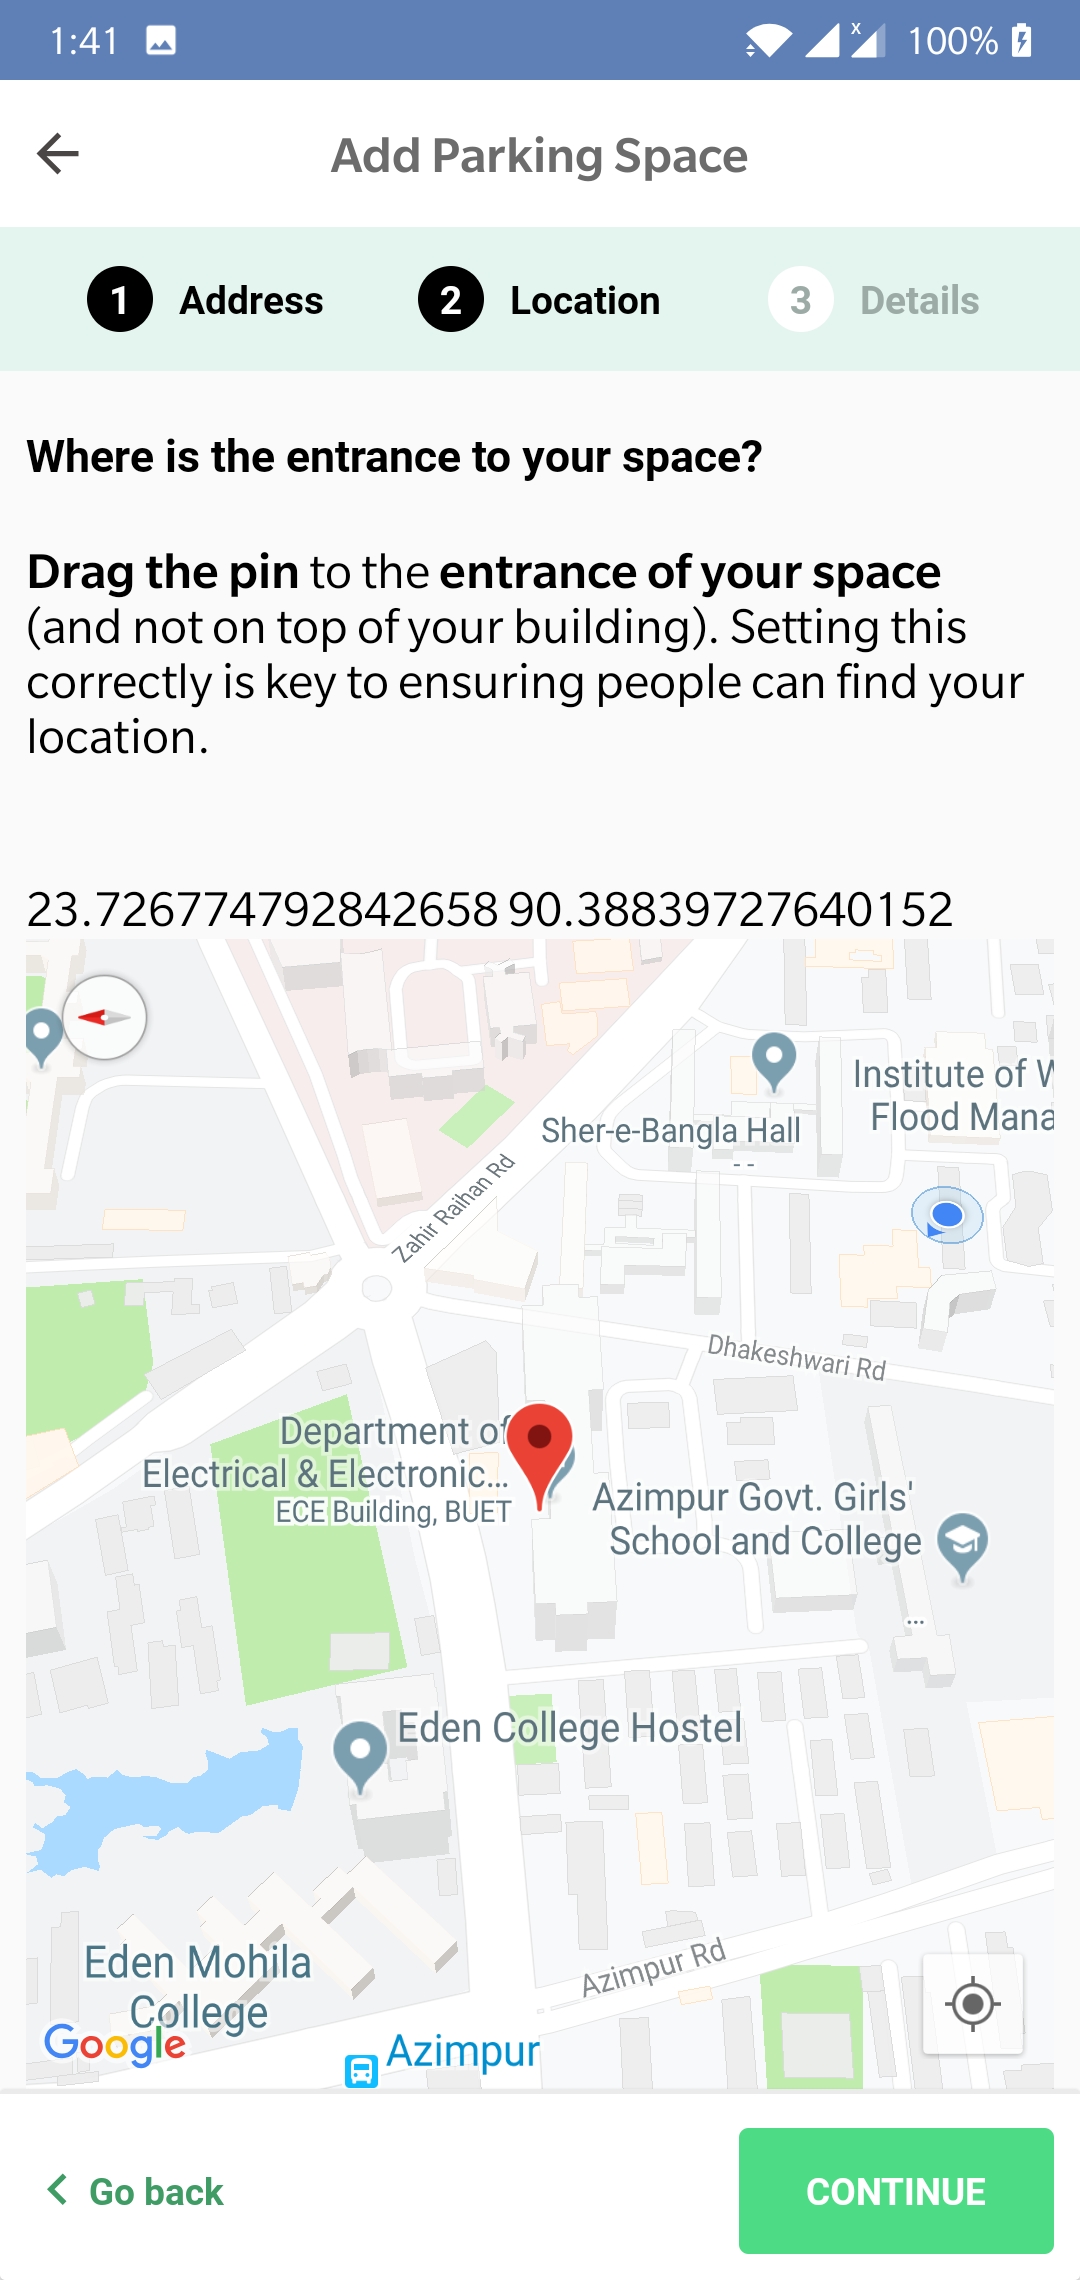 1:41
x
100%
Add Parking Space
1 Address
2 Location
3 Details
Where is the entrance to your space?
Drag the pin to the entrance of your space
(and not on top of your building). Setting this
correctly is key to ensuring people can find your
location.
23.726774792842658 90.38839727640152
Institute of W
Flood Mana
Sher-e-Bangla Hall
Zahir Raihan Rd
Dhakeshwari Rd
Department of
Electrical & Electronic...
ECE Building, BUET
Azimpur Govt. Girls'
School and College
...
Eden College Hostel
Azimpur Rd
Eden Mohila
College
Google
Azimpur
Go back
CONTINUE